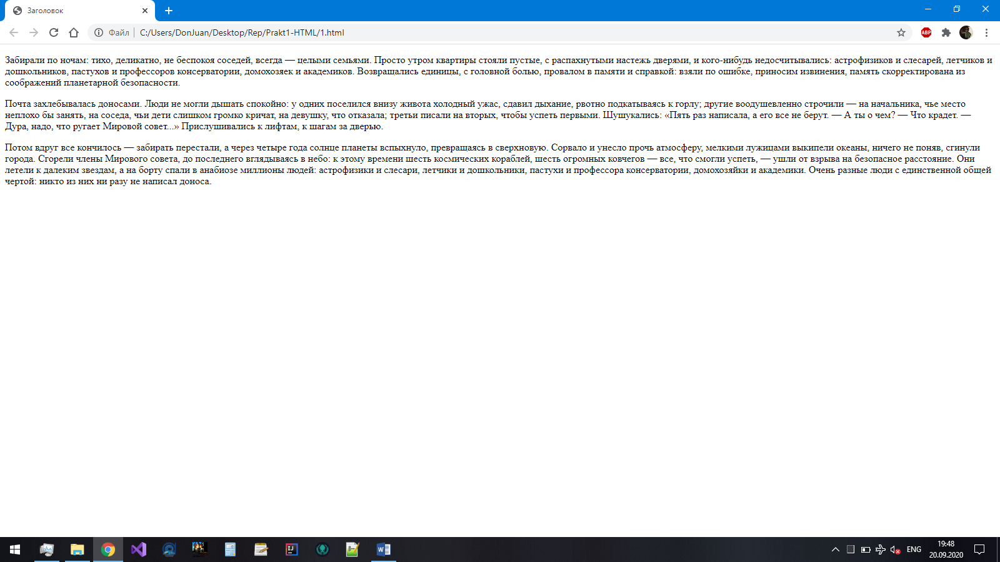 Заголовок
Файл
C:/Users/DonJuan/Desktop/Rep/Prakt1-HTML/1.html
ABP
Забирали по ночам: тихо, деликатно, не беспокоя соседей, всегда — целыми семьями. Просто утром квартиры стояли пустые, с распахнутыми настежь дверями, и кого-нибудь недосчитывались: астрофизиков и слесарей, летчиков и
дошкольников, пастухов и профессоров консерватории, домохозяек и академиков. Возвращались единицы, с головной болью, провалом в памяти и справкой: взяли по ошибке, приносим извинения, память скорректирована из
соображений планетарной безопасности.
Почта захлебывалась доносами. Люди не могли дышать спокойно: у одних поселился внизу живота холодный ужас, сдавил дыхание, рвотно подкатываясь к горлу; другие воодушевленно строчили — на начальника, чье место
неплохо бы занять, на соседа, чьи дети слишком громко кричат, на девушку, что отказала; третьи писали на вторых, чтобы успеть первыми. Шушукались: «Пять раз написала, а его все не берут. — А ты о чем? — Что крадет. —
Дура, надо, что ругает Мировой совет...» Прислушивались к лифтам, к шагам за дверью.
Потом вдруг все кончилось — забирать перестали, а через четыре года солнце планеты вспыхнуло, превращаясь в сверхновую. Сорвало и унесло прочь атмосферу, мелкими лужицами выкипели океаны, ничего не поняв, сгинули
города. Сгорели члены Мирового совета, до последнего вглядываясь в небо: к этому времени шесть космических кораблей, шесть огромных ковчегов — все, что смогли успеть, — ушли от взрыва на безопасное расстояние. Они
летели к далеким звездам, а на борту спали в анабиозе миллионы людей: астрофизики и слесари, летчики и дошкольники, пастухи и профессора консерватории, домохозяйки и академики. Очень разные люди с единственной общей
чертой: никто из них ни разу не написал доноса.
IJ
W
ENG
19:48
20.09.2020